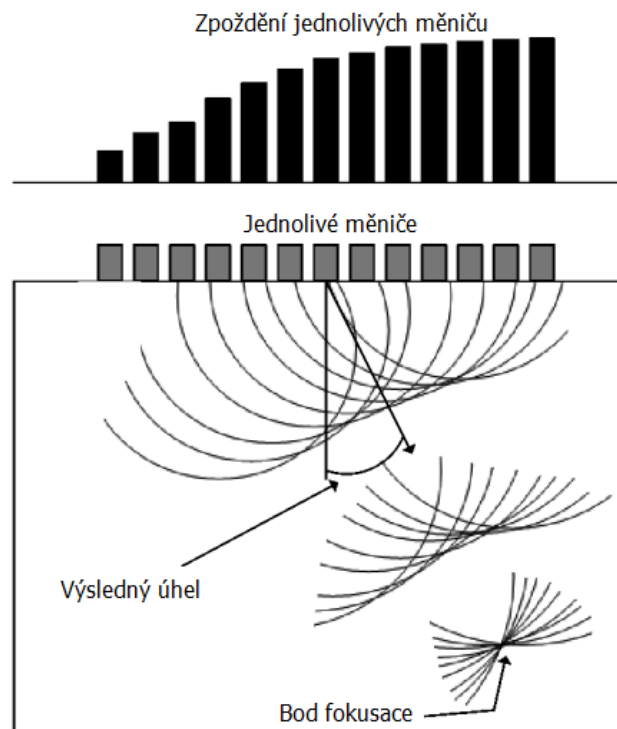 Zpoždění jednolivých měniču
Jednolivé měniče
Výsledný úhel
Bod fokusace